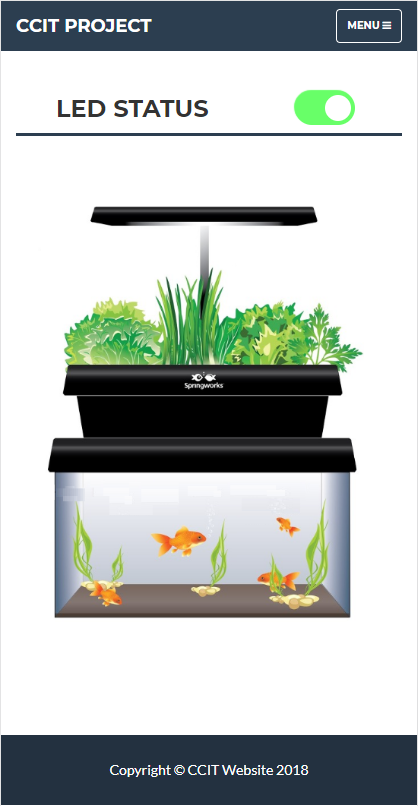 CCIT PROJECT
MENU
LED STATUS
Springworks
Copyright © CCIT Website 2018